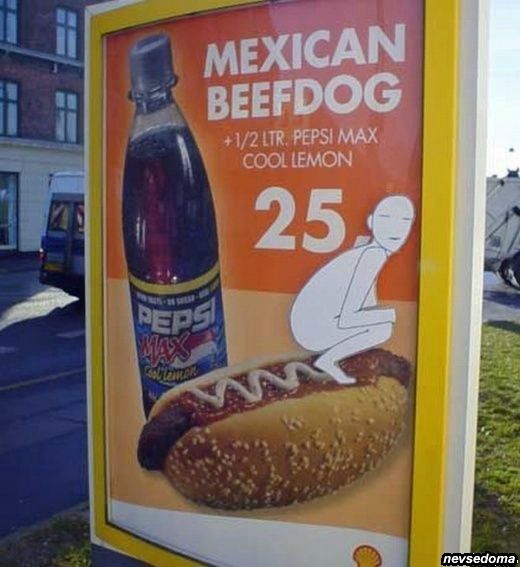 MEXICAN
BEEFDOG
+1/2 LTR. PEPSI MAX
COOL LEMON
25,
PEPSI
MAX
Cool Lemon
nevsedoma